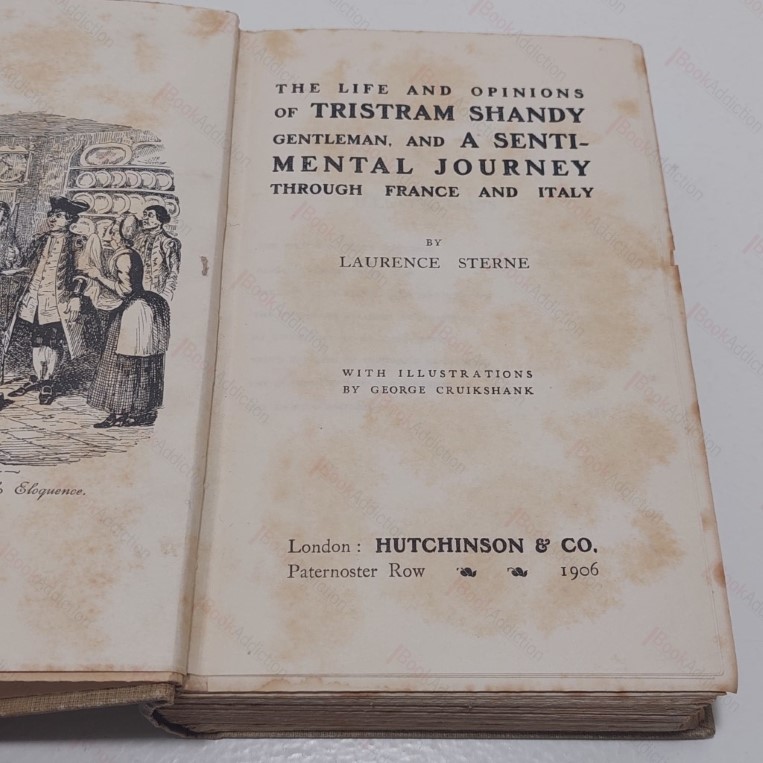 Eloquence.
THE LIFE AND OPINIONS
OF TRISTRAM SHANDY
GENTLEMAN, AND A SENTI-
MENTAL JOURNEY
THROUGH FRANCE AND ITALY
BY
LAURENCE STERNE
WITH ILLUSTRATIONS
BY GEORGE CRUIKSHANK
London: HUTCHINSON & CO.
Paternoster Row 1906
BookAddiction